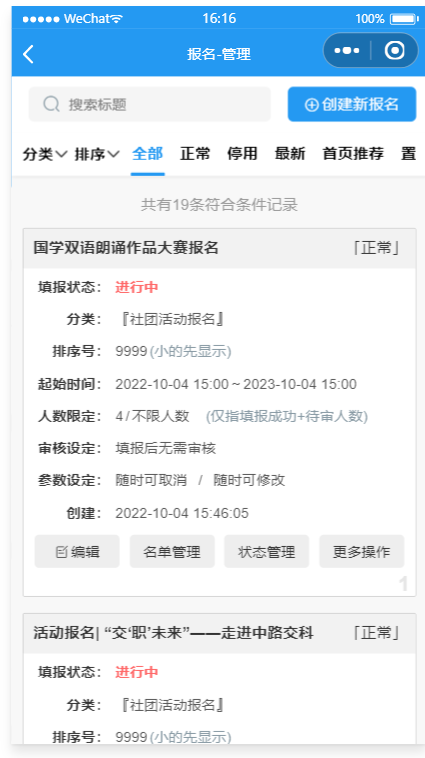 WeChat 16:16 100%
报名-管理
搜索标题 创建新报名
分类 排序 全部 正常 停用 最新 首页推荐 置
共有19条符合条件记录
国学双语朗诵作品大赛报名 「正常」
填报状态： 进行中
分类： 『社团活动报名』
排序号： 9999 (小的先显示)
起始时间： 2022-10-04 15:00 ~ 2023-10-04 15:00
人数限定： 4 / 不限人数 (仅指填报成功+待审人数)
审核设定： 填报后无需审核
参数设定： 随时可取消 / 随时可修改
创建： 2022-10-04 15:46:05
编辑 名单管理 状态管理 更多操作
1
活动报名| “交‘职’未来”——走进中路交科 「正常」
填报状态： 进行中
分类： 『社团活动报名』
排序号： 9999 (小的先显示)